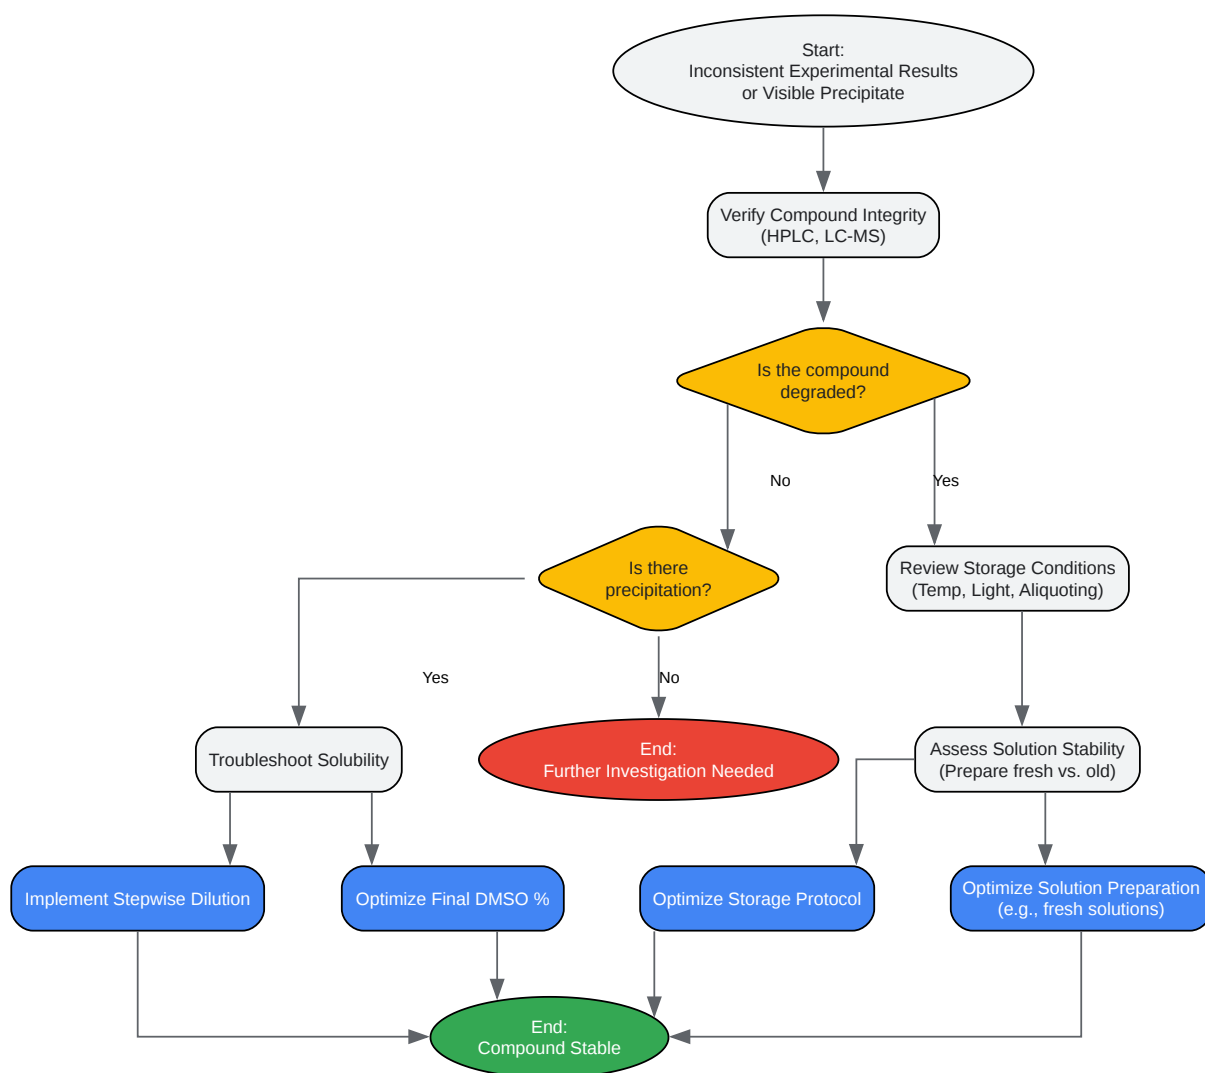 Start:
Inconsistent Experimental Results
or Visible Precipitate
Verify Compound Integrity
(HPLC, LC-MS)
Is the compound
degraded?
No
Yes
Is there
precipitation?
Review Storage Conditions
(Temp, Light, Aliquoting)
Yes
No
Troubleshoot Solubility
End:
Further Investigation Needed
Assess Solution Stability
(Prepare fresh vs. old)
Implement Stepwise Dilution
Optimize Final DMSO %
Optimize Storage Protocol
Optimize Solution Preparation
(e.g., fresh solutions)
End:
Compound Stable